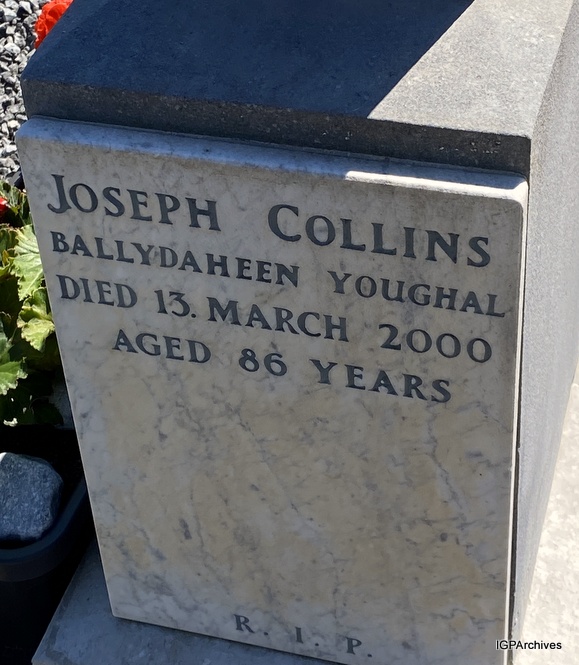 JOSEPH COLLINS
BALLYDAHEEN YOUGHAL
DIED 13. MARCH 2000
AGED 86 YEARS
R. I. P.
IGPArchives